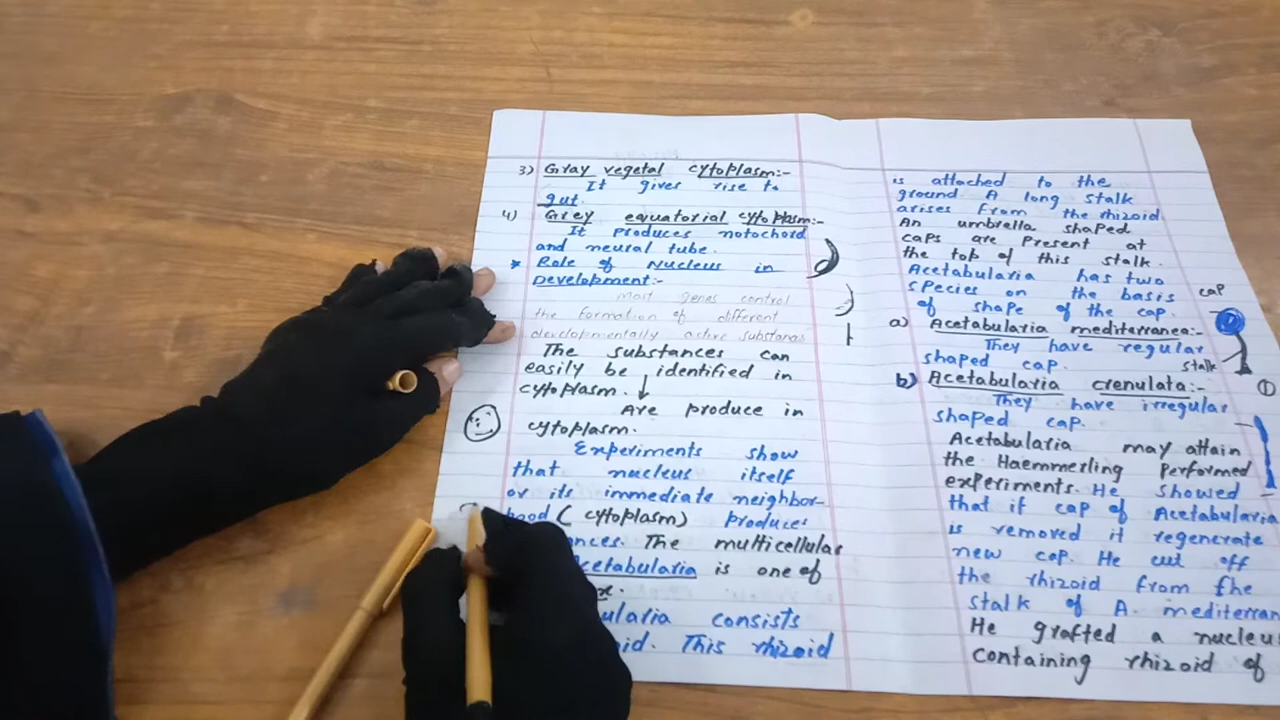 3) Gray vegetal cytoplasm:-
It gives rise to
gut.
4) Grey equatorial cytoplasm:-
It produces notochord
and neural tube.
* Role of Nucleus in
Development:-
Most genes control
the formation of different
developmentally active substanas
The substances can
easily be identified in
cytoplasm. ↓
Are produce in
cytoplasm.
Experiments show
that nucleus itself
or its immediate neighbor-
hood ( cytoplasm) produces
The multicellular
cetabularia is one of
consists
This rhizoid
is attached to the
ground A long stalk
arises from the rhizoid.
An umbrella shaped
caps are present at
the top of this stalk.
Acetabularia has two
species on the basis
of shape of the cap.
cap
a) Acetabularia mediterranea:-
They have regular
shaped cap.
stalk
①
b) Acetabularia crenulata:-
They have irregular
shaped cap.
Acetabularia may attain
the Haemmerling performed
experiments. He showed
that if cap of Acetabularia
is removed it regenerate
new cap. He cut off
the rhizoid from the
stalk of A. mediterran
He grafted a nucleus
containing rhizoid of